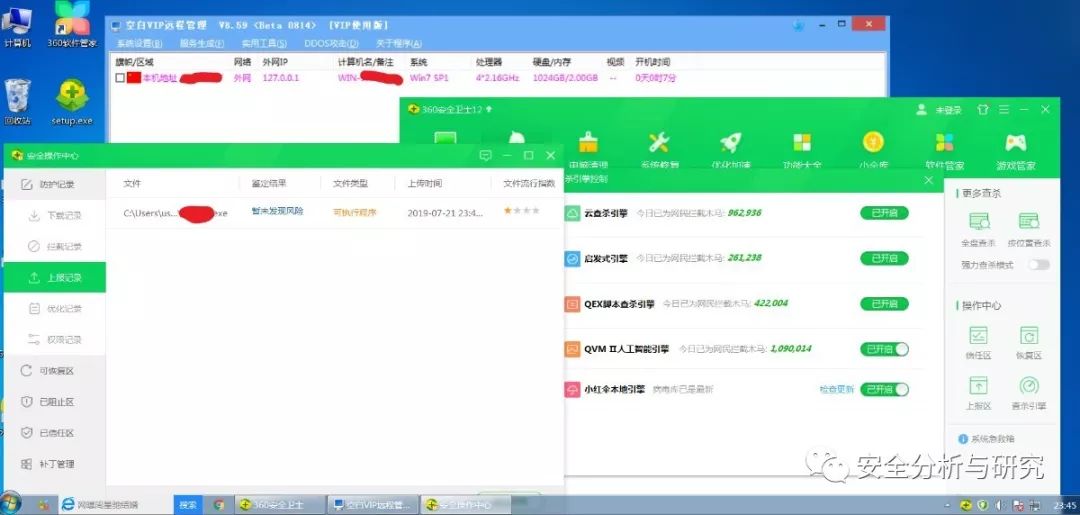 计算机
360软件管家
回收站
setup.exe
空白VIP远程管理 V8.59 <Beta 0814> [VIP使用版]
系统设置(B) 服务生成(F) 实用工具(S) DDOS攻击(D) 关于程序(A)
旗帜/区域 网络 外网IP 计算机名/备注 系统 处理器 硬盘/内存 视频 开机时间
本机地址 外网 127.0.0.1 WIN- Win7 SP1 4*2.16GHz 1024GB/2.00GB -- 0天0时7分
360安全卫士12 未登录
电脑清理 系统修复 优化加速 功能大全 小金库 软件管家 游戏管家
安全操作中心
防护记录
下载记录
拦截记录
上报记录
优化记录
权限记录
可恢复区
已阻止区
已信任区
补丁管理
文件 鉴定结果 文件类型 上传时间 文件流行指数
C:\Users\us... exe 暂未发现风险 可执行程序 2019-07-21 23:4...
杀引擎控制
云查杀引擎 今日已为网民拦截木马: 962,936 已开启
启发式引擎 今日已为网民拦截木马: 261,238 已开启
QEX脚本查杀引擎 今日已为网民拦截木马: 422,004 已开启
QVM II人工智能引擎 今日已为网民拦截木马: 1,090,014 已开启
小红伞本地引擎 病毒库已是最新 检查更新 已开启
更多查杀
全盘查杀 按位置查杀
强力查杀模式
操作中心
信任区 恢复区
上报区 查杀引擎
系统急救箱
安全分析与研究
搜索 360安全卫士 空白VIP远程管... 安全操作中心 23:45